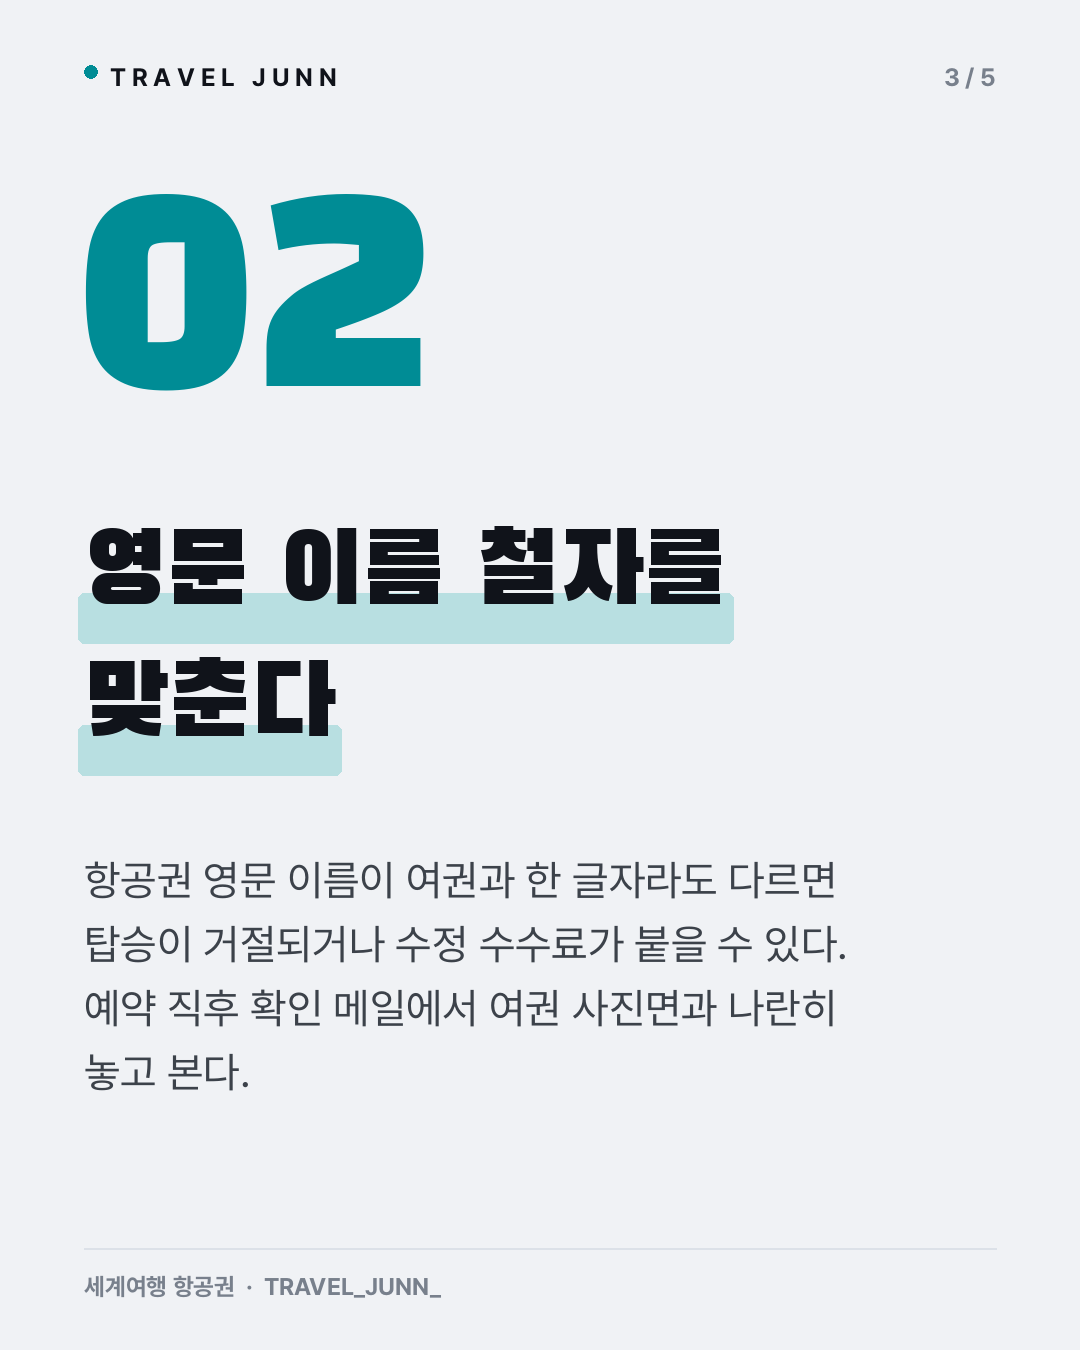 TRAVEL JUNN
3 / 5
02
영문 이름 철자를
맞춘다
항공권 영문 이름이 여권과 한 글자라도 다르면
탑승이 거절되거나 수정 수수료가 붙을 수 있다.
예약 직후 확인 메일에서 여권 사진면과 나란히
놓고 본다.
세계여행 항공권 · TRAVEL_JUNN_